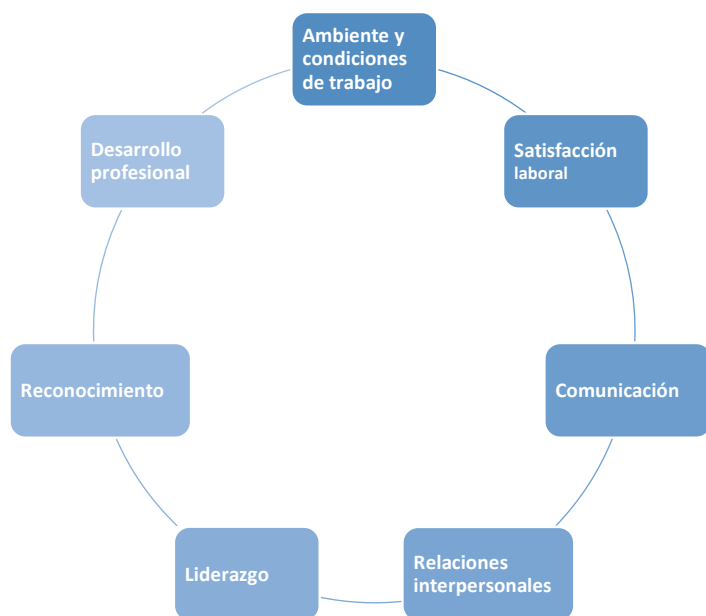 Ambiente y
condiciones
de trabajo
Satisfacción
laboral
Comunicación
Relaciones
interpersonales
Liderazgo
Reconocimiento
Desarrollo
profesional